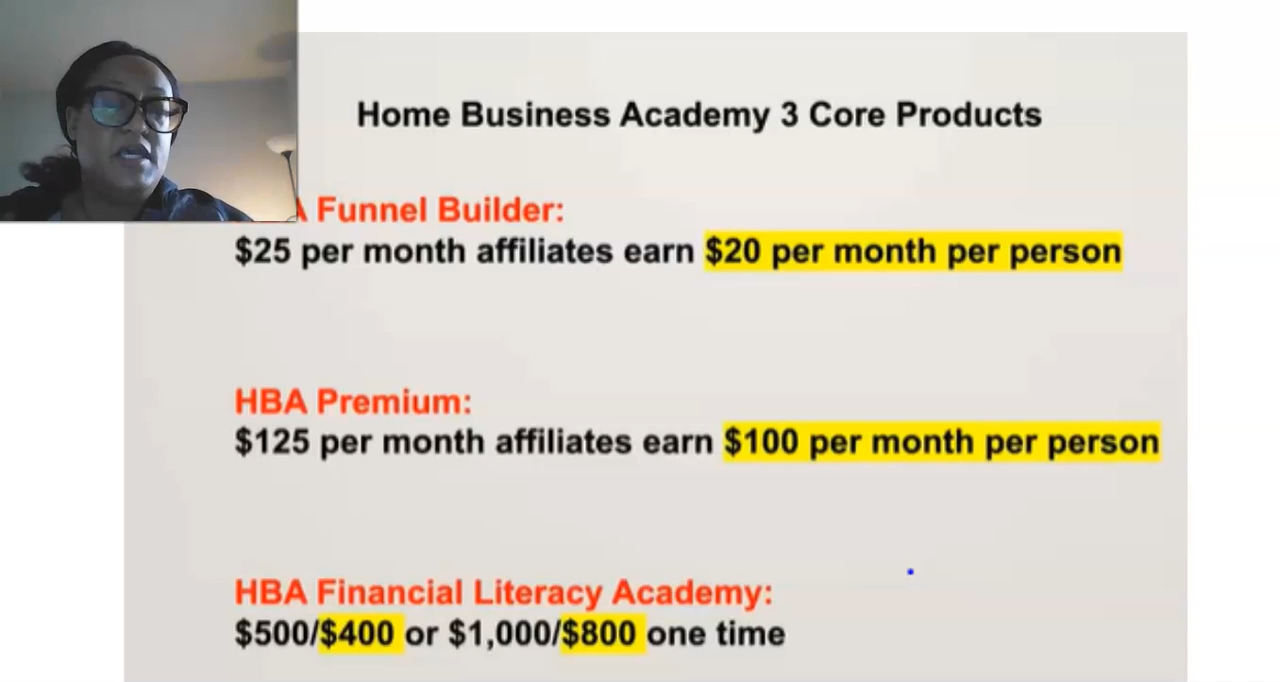 Home Business Academy 3 Core Products
Funnel Builder:
$25 per month affiliates earn $20 per month per person
HBA Premium:
$125 per month affiliates earn $100 per month per person
HBA Financial Literacy Academy:
$500/$400 or $1,000/$800 one time